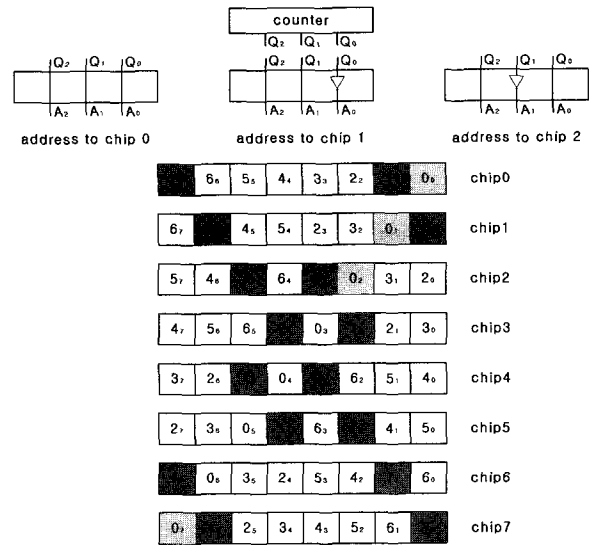 counter
Q₂ Q₁ Q₀
Q₂ Q₁ Q₀ Q₂ Q₁ Q₀ Q₂ Q₁ Q₀
A₂ A₁ A₀ A₂ A₁ A₀ A₂ A₁ A₀
address to chip 0 address to chip 1 address to chip 2
6₆ 5₅ 4₄ 3₃ 2₂ 0₀ chip0
6₇ 4₅ 5₄ 2₃ 3₂ 0₁ chip1
5₇ 4₆ 6₄ 0₂ 3₁ 2₀ chip2
4₇ 5₆ 6₅ 0₃ 2₁ 3₀ chip3
3₇ 2₆ 0₄ 6₂ 5₁ 4₀ chip4
2₇ 3₆ 0₅ 6₃ 4₁ 5₀ chip5
0₆ 3₅ 2₄ 5₃ 4₂ 6₀ chip6
0₇ 2₅ 3₄ 4₃ 5₂ 6₁ chip7